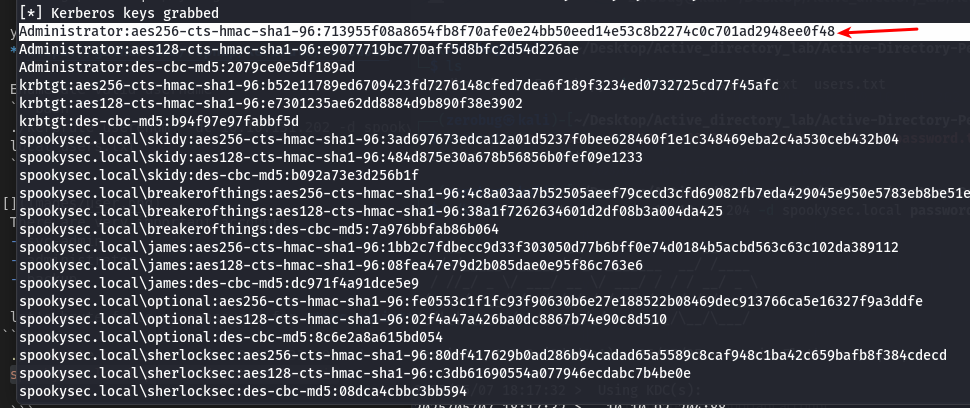 [*] Kerberos keys grabbed
Administrator:aes256-cts-hmac-sha1-96:713955f08a8654fb8f70afe0e24bb50eed14e53c8b2274c0c701ad2948ee0f48
Administrator:aes128-cts-hmac-sha1-96:e9077719bc770aff5d8bfc2d54d226ae
Administrator:des-cbc-md5:2079ce0e5df189ad
krbtgt:aes256-cts-hmac-sha1-96:b52e11789ed6709423fd7276148cfed7dea6f189f3234ed0732725cd77f45afc
krbtgt:aes128-cts-hmac-sha1-96:e7301235ae62dd8884d9b890f38e3902
krbtgt:des-cbc-md5:b94f97e97fabbf5d
spookysec.local\skidy:aes256-cts-hmac-sha1-96:3ad697673edca12a01d5237f0bee628460f1e1c348469eba2c4a530ceb432b04
spookysec.local\skidy:aes128-cts-hmac-sha1-96:484d875e30a678b56856b0fef09e1233
spookysec.local\skidy:des-cbc-md5:b092a73e3d256b1f
spookysec.local\breakerofthings:aes256-cts-hmac-sha1-96:4c8a03aa7b52505aeef79cecd3cfd69082fb7eda429045e950e5783eb8be51e
spookysec.local\breakerofthings:aes128-cts-hmac-sha1-96:38a1f7262634601d2df08b3a004da425
spookysec.local\breakerofthings:des-cbc-md5:7a976bbfab86b064
spookysec.local\james:aes256-cts-hmac-sha1-96:1bb2c7fdbecc9d33f303050d77b6bff0e74d0184b5acbd563c63c102da389112
spookysec.local\james:aes128-cts-hmac-sha1-96:08fea47e79d2b085dae0e95f86c763e6
spookysec.local\james:des-cbc-md5:dc971f4a91dce5e9
spookysec.local\optional:aes256-cts-hmac-sha1-96:fe0553c1f1fc93f90630b6e27e188522b08469dec913766ca5e16327f9a3ddfe
spookysec.local\optional:aes128-cts-hmac-sha1-96:02f4a47a426ba0dc8867b74e90c8d510
spookysec.local\optional:des-cbc-md5:8c6e2a8a615bd054
spookysec.local\sherlocksec:aes256-cts-hmac-sha1-96:80df417629b0ad286b94cadad65a5589c8caf948c1ba42c659bafb8f384cdecd
spookysec.local\sherlocksec:aes128-cts-hmac-sha1-96:c3db61690554a077946ecdabc7b4be0e
spookysec.local\sherlocksec:des-cbc-md5:08dca4cbbc3bb594